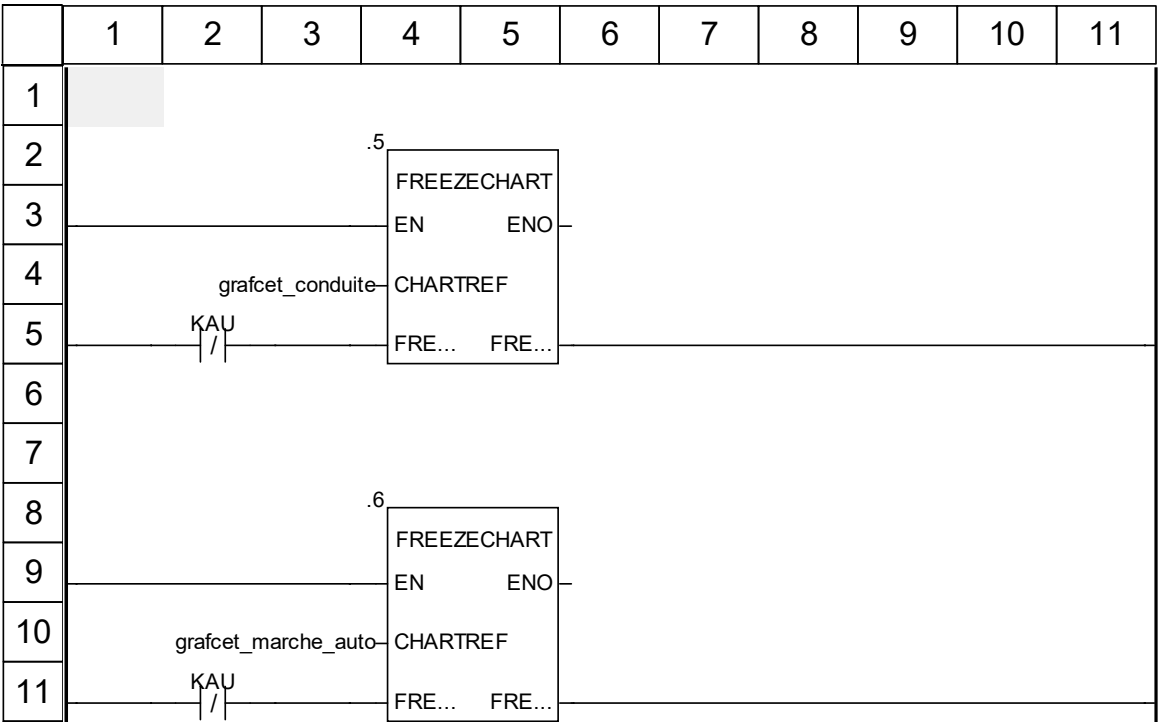 1 2 3 4 5 6 7 8 9 10 11
1
2 .5
FREEZECHART
3 EN ENO
4 grafcet_conduite CHARTREF
KAU
5 / FRE... FRE...
6
7
8 .6
FREEZECHART
9 EN ENO
10 grafcet_marche_auto CHARTREF
KAU
11 / FRE... FRE...